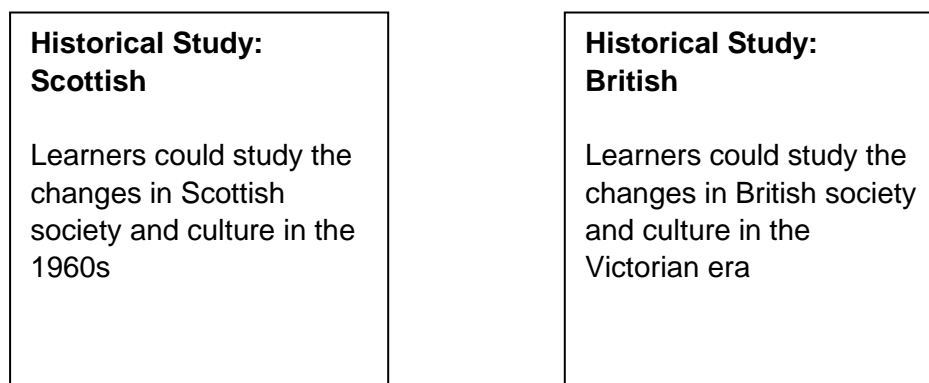 Historical Study:
Scottish
Learners could study the
changes in Scottish
society and culture in the
1960s
Historical Study:
British
Learners could study the
changes in British society
and culture in the
Victorian era